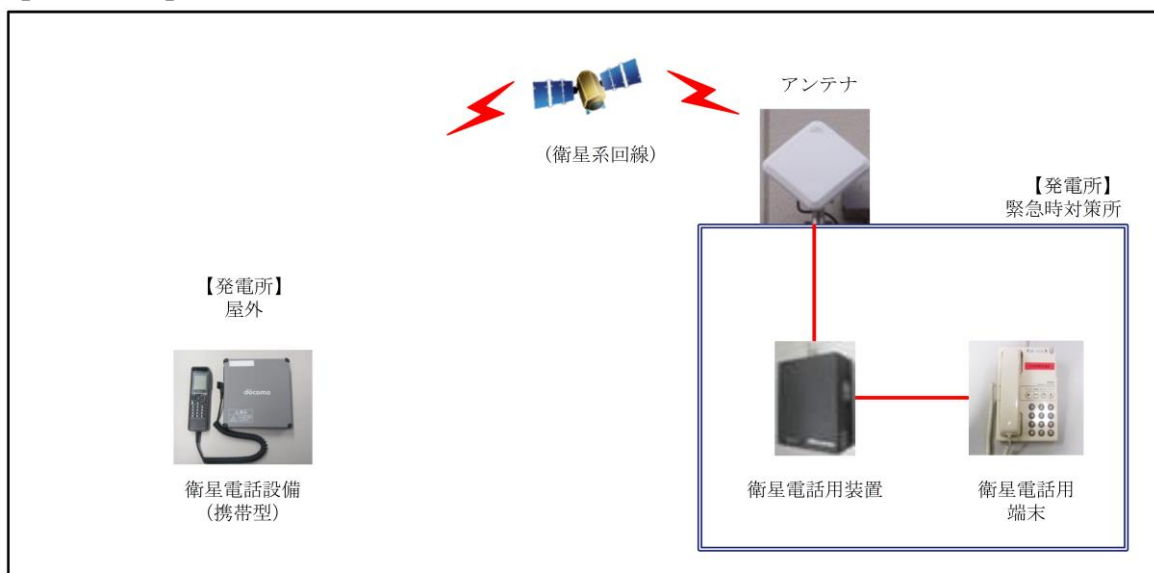 アンテナ
(衛星系回線)
【発電所】
緊急時対策所
【発電所】
屋外
döcomo
衛星電話設備
(携帯型)
衛星電話用装置
衛星電話用
端末